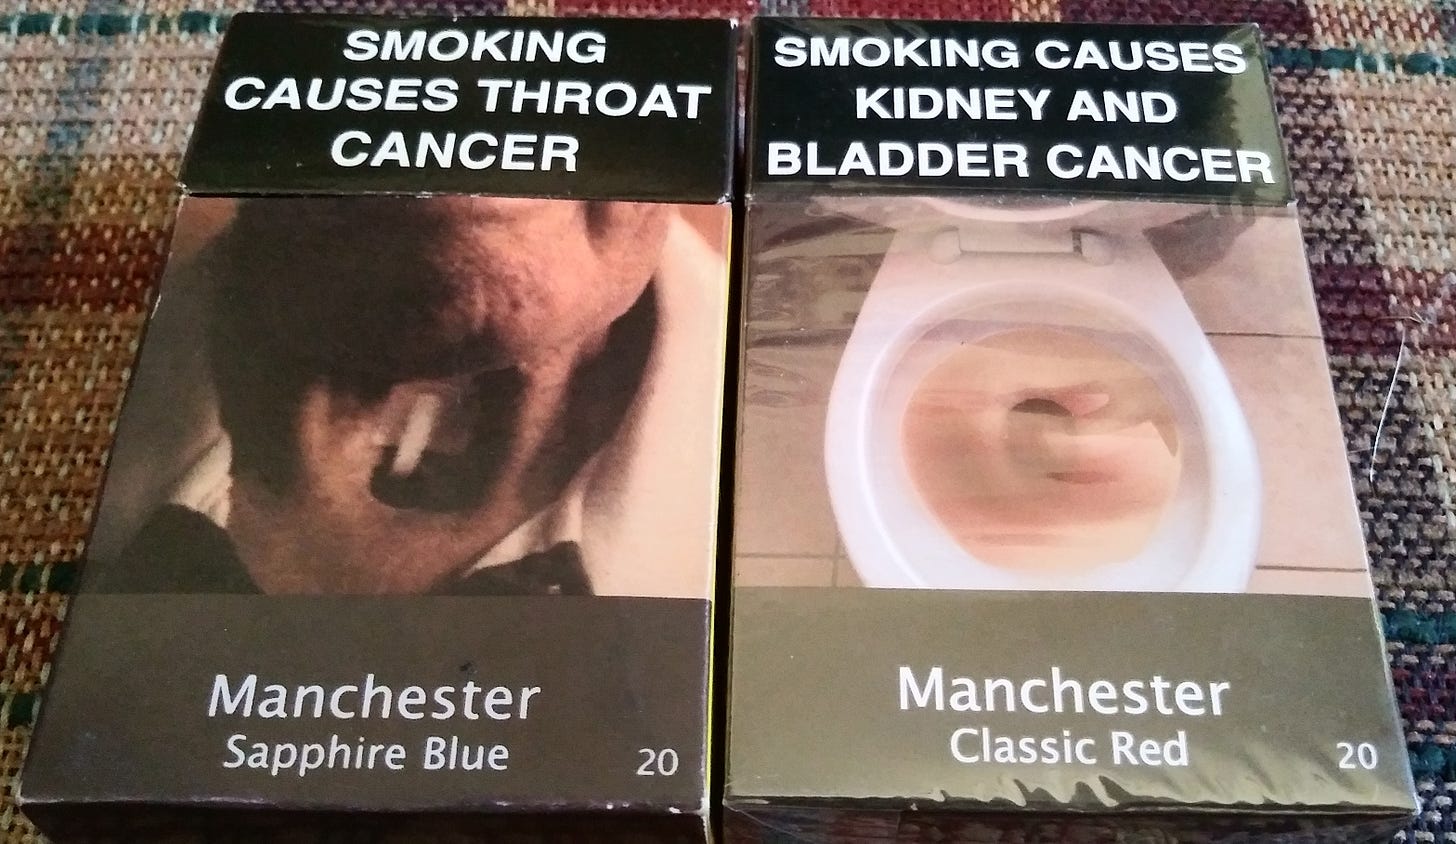 SMOKING
CAUSES THROAT
CANCER
Manchester
Sapphire Blue
20
SMOKING CAUSES
KIDNEY AND
BLADDER CANCER
Manchester
Classic Red
20